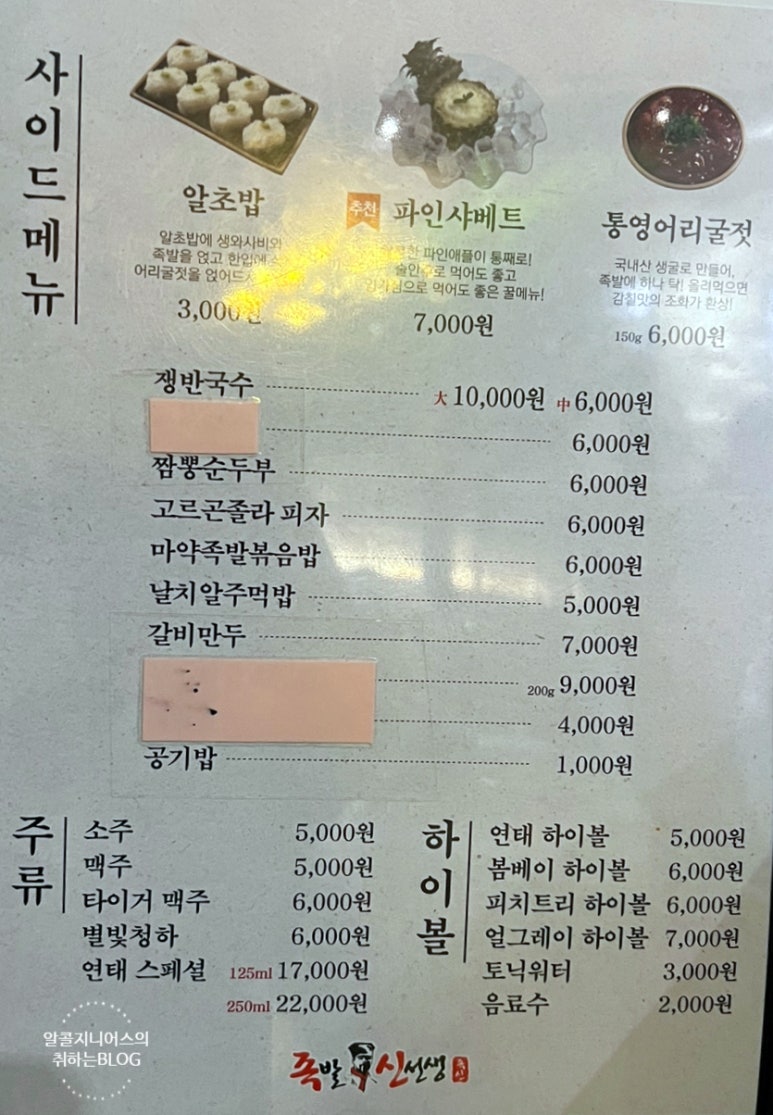 사이드메뉴
알초밥
알초밥에 생와사비와
족발을 얹고 한입에
어리굴젓을 얹어드
3,000원
추천 파인샤베트
파인애플이 통째로!
술안주로 먹어도 좋고
먹어도 좋은 꿀메뉴!
7,000원
통영어리굴젓
국내산 생굴로 만들어,
족발에 하나 탁! 올려먹으면
감칠맛의 조화가 환상!
150g 6,000원
쟁반국수 大 10,000원 中 6,000원
6,000원
짬뽕순두부 6,000원
고르곤졸라 피자 6,000원
마약족발볶음밥 6,000원
날치알주먹밥 5,000원
갈비만두 7,000원
200g 9,000원
4,000원
공기밥 1,000원
주류
소주 5,000원
맥주 5,000원
타이거 맥주 6,000원
별빛청하 6,000원
연태 스페셜 125ml 17,000원
250ml 22,000원
하이볼
연태 하이볼 5,000원
봄베이 하이볼 6,000원
피치트리 하이볼 6,000원
얼그레이 하이볼 7,000원
토닉워터 3,000원
음료수 2,000원
알콜지니어스의
취하는BLOG
족발신선생